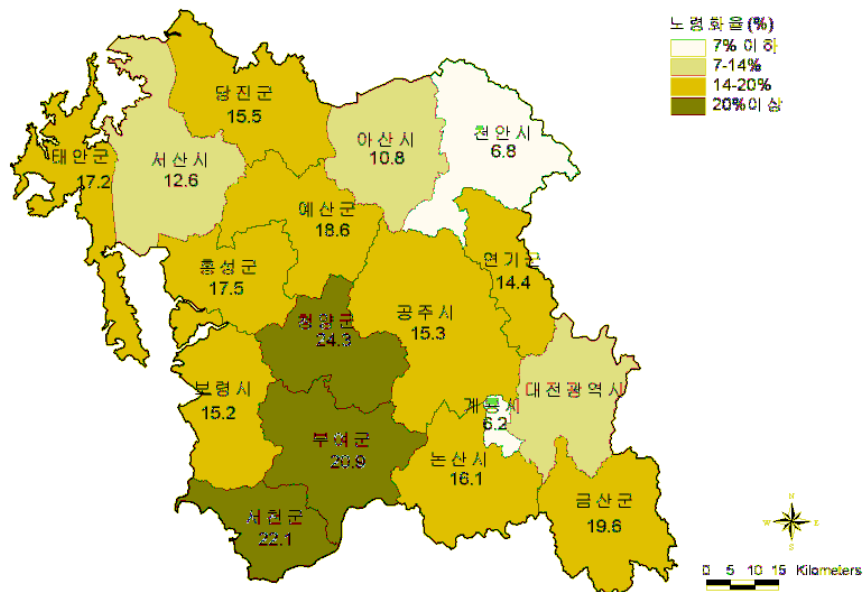 노령화율(%)
7% 이하
7-14%
14-20%
20%이상
당진군
15.5
아산시
10.8
천안시
6.8
태안군
17.2
서산시
12.6
예산군
18.6
홍성군
17.5
연기군
14.4
공주시
15.3
청양군
24.3
대전광역시
보령시
15.2
계룡시
6.2
부여군
20.9
논산시
16.1
금산군
19.6
서천군
22.1
N
W
E
S
0 5 10 15 Kilometers